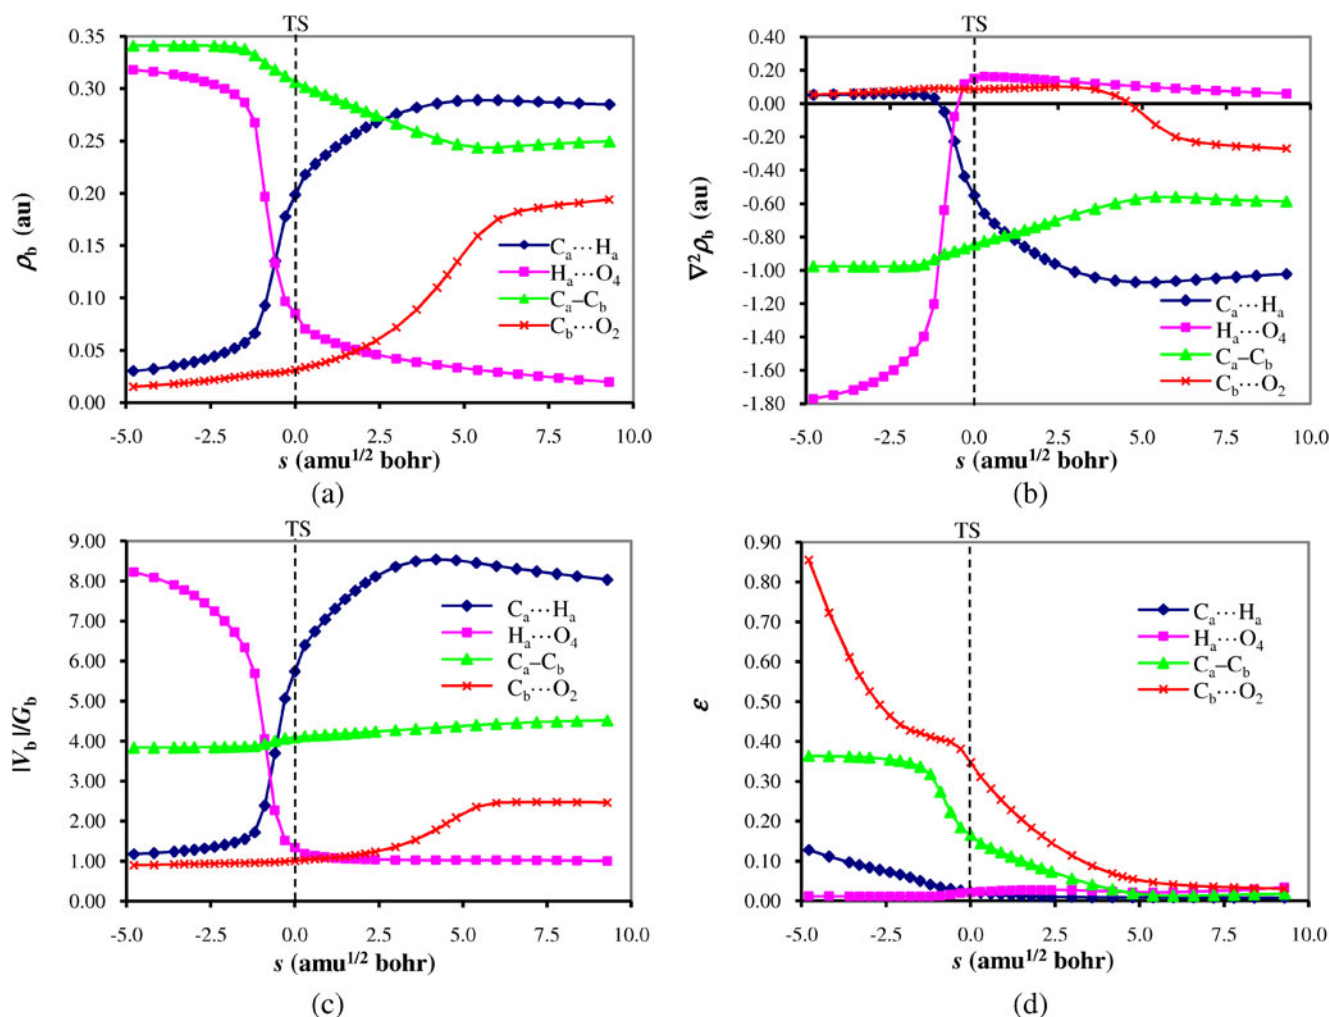 TS
0.35
0.30
0.25
0.20
0.15
0.10
0.05
0.00
ρb (au)
Ca···Ha
Ha···O4
Ca–Cb
Cb···O2
-5.0 -2.5 0.0 2.5 5.0 7.5 10.0
s (amu1/2 bohr)
(a)
TS
0.40
0.20
0.00
-0.20
-0.40
-0.60
-0.80
-1.00
-1.20
-1.40
-1.60
-1.80
∇2ρb (au)
Ca···Ha
Ha···O4
Ca–Cb
Cb···O2
-5.0 -2.5 0.0 2.5 5.0 7.5 10.0
s (amu1/2 bohr)
(b)
TS
9.00
8.00
7.00
6.00
5.00
4.00
3.00
2.00
1.00
0.00
|Vb|/Gb
Ca···Ha
Ha···O4
Ca–Cb
Cb···O2
-5.0 -2.5 0.0 2.5 5.0 7.5 10.0
s (amu1/2 bohr)
(c)
TS
0.90
0.80
0.70
0.60
0.50
0.40
0.30
0.20
0.10
0.00
ε
Ca···Ha
Ha···O4
Ca–Cb
Cb···O2
-5.0 -2.5 0.0 2.5 5.0 7.5 10.0
s (amu1/2 bohr)
(d)